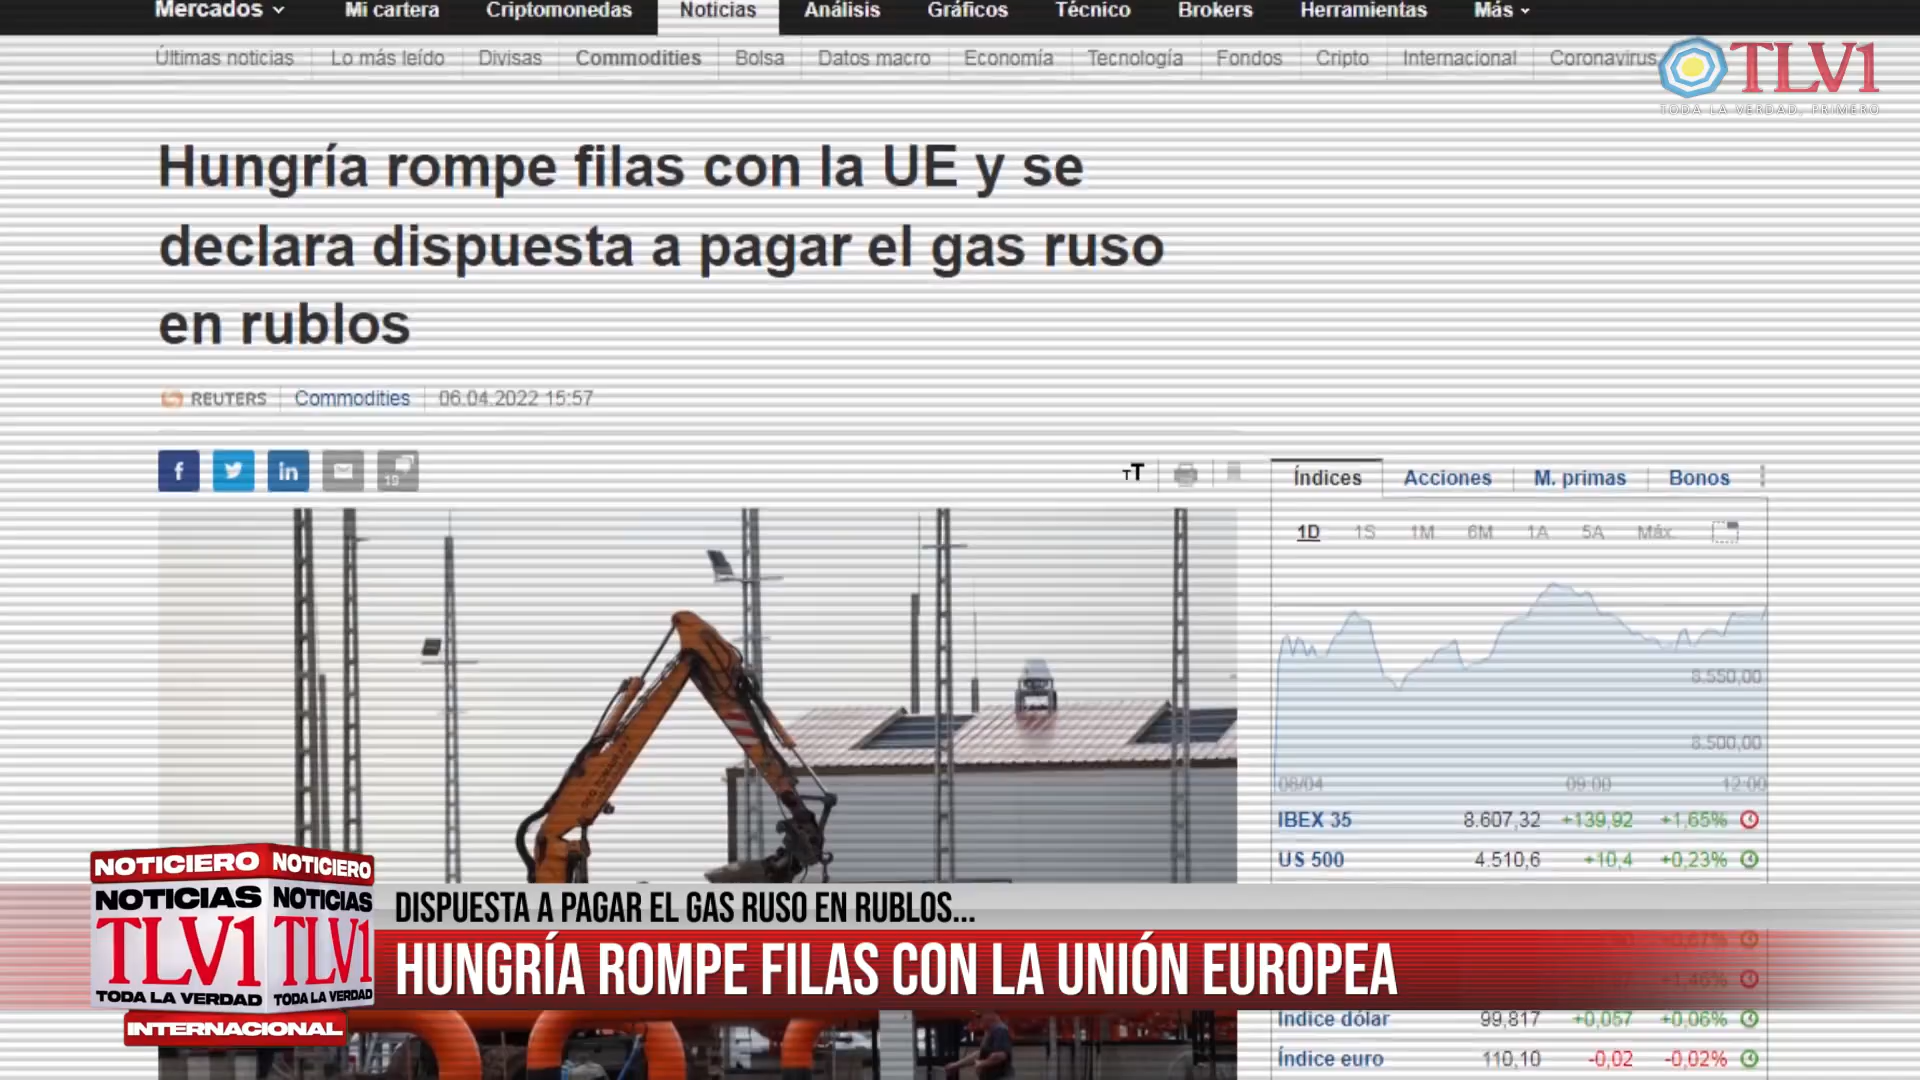 Mercados
Mi cartera
Criptomonedas
Noticias
Análisis
Gráficos
Técnico
Brokers
Herramientas
Más
Últimas noticias
Lo más leído
Divisas
Commodities
Bolsa
Datos macro
Economía
Tecnología
Fondos
Cripto
Internacional
Coronavirus
TLV1
TODA LA VERDAD, PRIMERO
Hungría rompe filas con la UE y se
declara dispuesta a pagar el gas ruso
en rublos
REUTERS
Commodities
06.04.2022 15:57
19
TT
Índices
Acciones
M. primas
Bonos
1D 1S 1M 6M 1A 5A Máx.
8.550,00
8.500,00
08/04 09:00 12:00
IBEX 35 8.607,32 +139,92 +1,65%
US 500 4.510,6 +10,4 +0,23%
+0,67%
+1,46%
Índice dólar 99,817 +0,057 +0,06%
Índice euro 110,10 -0,02 -0,02%
NOTICIERO NOTICIERO
NOTICIAS NOTICIAS
TLV1 TLV1
TODA LA VERDAD TODA LA VERDAD
INTERNACIONAL
DISPUESTA A PAGAR EL GAS RUSO EN RUBLOS...
HUNGRÍA ROMPE FILAS CON LA UNIÓN EUROPEA